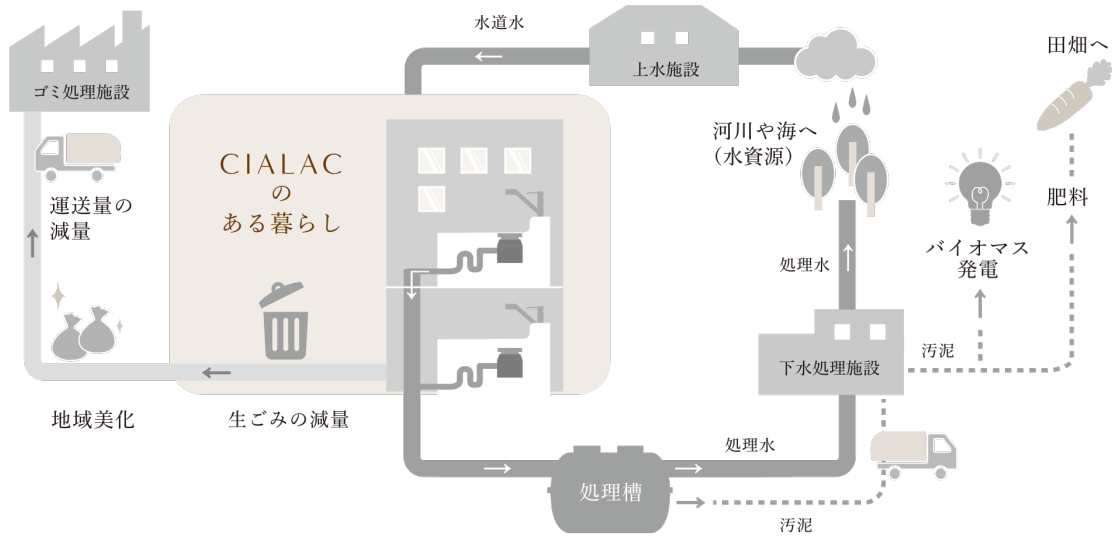 水道水
上水施設
田畑へ
ゴミ処理施設
河川や海へ
（水資源）
CIALAC
の
ある暮らし
運送量の
減量
肥料
バイオマス
発電
処理水
汚泥
下水処理施設
地域美化
生ごみの減量
処理水
処理槽
汚泥